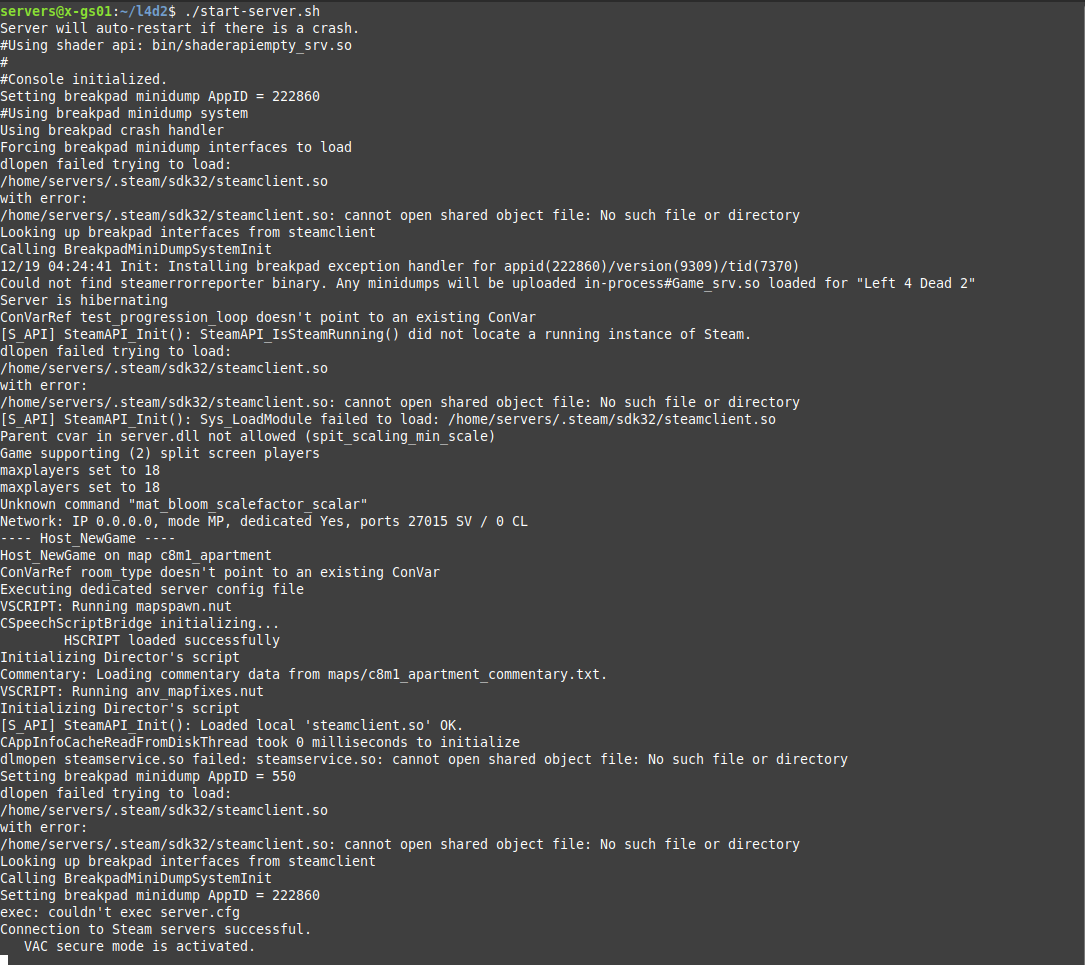 servers@x-gs01:~/l4d2$ ./start-server.sh
Server will auto-restart if there is a crash.
#Using shader api: bin/shaderapiempty_srv.so
#
#Console initialized.
Setting breakpad minidump AppID = 222860
#Using breakpad minidump system
Using breakpad crash handler
Forcing breakpad minidump interfaces to load
dlopen failed trying to load:
/home/servers/.steam/sdk32/steamclient.so
with error:
/home/servers/.steam/sdk32/steamclient.so: cannot open shared object file: No such file or directory
Looking up breakpad interfaces from steamclient
Calling BreakpadMiniDumpSystemInit
12/19 04:24:41 Init: Installing breakpad exception handler for appid(222860)/version(9309)/tid(7370)
Could not find steamerrorreporter binary. Any minidumps will be uploaded in-process#Game_srv.so loaded for "Left 4 Dead 2"
Server is hibernating
ConVarRef test_progression_loop doesn't point to an existing ConVar
[S_API] SteamAPI_Init(): SteamAPI_IsSteamRunning() did not locate a running instance of Steam.
dlopen failed trying to load:
/home/servers/.steam/sdk32/steamclient.so
with error:
/home/servers/.steam/sdk32/steamclient.so: cannot open shared object file: No such file or directory
[S_API] SteamAPI_Init(): Sys_LoadModule failed to load: /home/servers/.steam/sdk32/steamclient.so
Parent cvar in server.dll not allowed (spit_scaling_min_scale)
Game supporting (2) split screen players
maxplayers set to 18
maxplayers set to 18
Unknown command "mat_bloom_scalefactor_scalar"
Network: IP 0.0.0.0, mode MP, dedicated Yes, ports 27015 SV / 0 CL
---- Host_NewGame ----
Host_NewGame on map c8m1_apartment
ConVarRef room_type doesn't point to an existing ConVar
Executing dedicated server config file
VSCRIPT: Running mapspawn.nut
CSpeechScriptBridge initializing...
HSCRIPT loaded successfully
Initializing Director's script
Commentary: Loading commentary data from maps/c8m1_apartment_commentary.txt.
VSCRIPT: Running anv_mapfixes.nut
Initializing Director's script
[S_API] SteamAPI_Init(): Loaded local 'steamclient.so' OK.
CAppInfoCacheReadFromDiskThread took 0 milliseconds to initialize
dlmopen steamservice.so failed: steamservice.so: cannot open shared object file: No such file or directory
Setting breakpad minidump AppID = 550
dlopen failed trying to load:
/home/servers/.steam/sdk32/steamclient.so
with error:
/home/servers/.steam/sdk32/steamclient.so: cannot open shared object file: No such file or directory
Looking up breakpad interfaces from steamclient
Calling BreakpadMiniDumpSystemInit
Setting breakpad minidump AppID = 222860
exec: couldn't exec server.cfg
Connection to Steam servers successful.
VAC secure mode is activated.